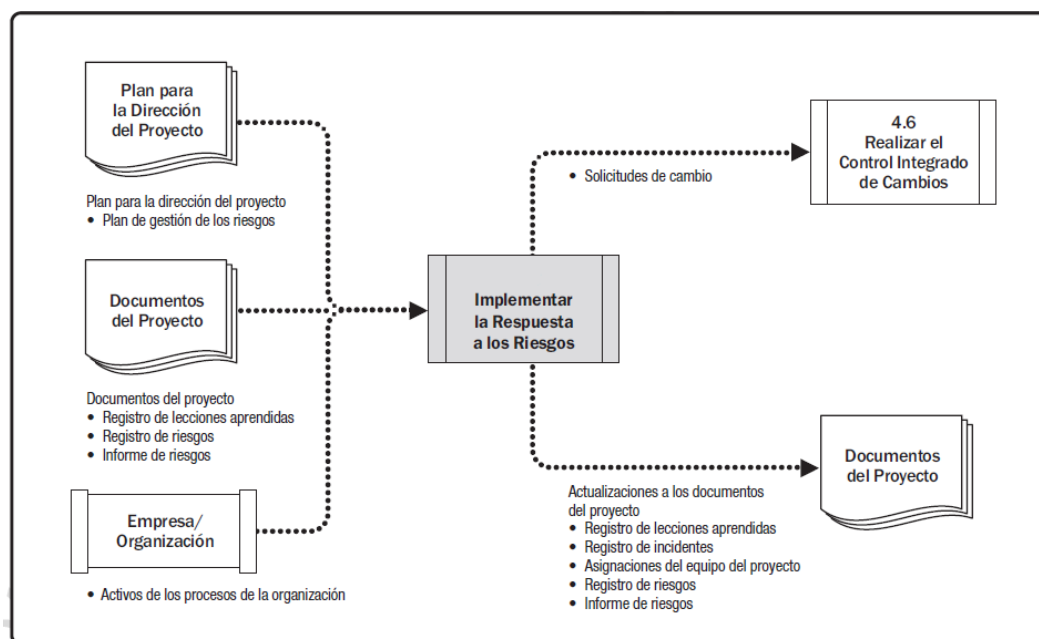 Plan para
la Dirección
del Proyecto
Plan para la dirección del proyecto
• Plan de gestión de los riesgos
Documentos
del Proyecto
Documentos del proyecto
• Registro de lecciones aprendidas
• Registro de riesgos
• Informe de riesgos
Empresa/
Organización
• Activos de los procesos de la organización
Implementar
la Respuesta
a los Riesgos
• Solicitudes de cambio
4.6
Realizar el
Control Integrado
de Cambios
Actualizaciones a los documentos
del proyecto
• Registro de lecciones aprendidas
• Registro de incidentes
• Asignaciones del equipo del proyecto
• Registro de riesgos
• Informe de riesgos
Documentos
del Proyecto